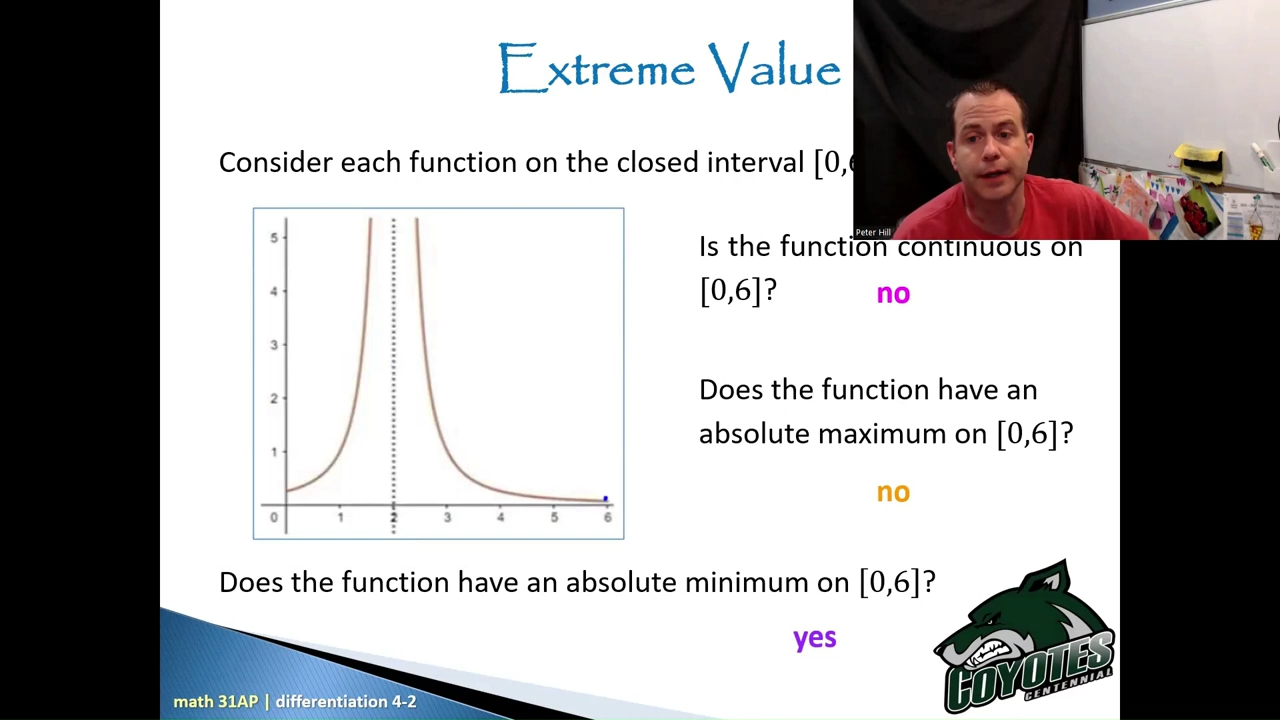 Extreme Value
Consider each function on the closed interval [0,6
Peter Hill
Is the function continuous on
[0,6]?
no
5
4
3
2
1
0 1 2 3 4 5 6
Does the function have an
absolute maximum on [0,6]?
no
Does the function have an absolute minimum on [0,6]?
yes
math 31AP | differentiation 4-2
COYOTES
CENTENNIAL